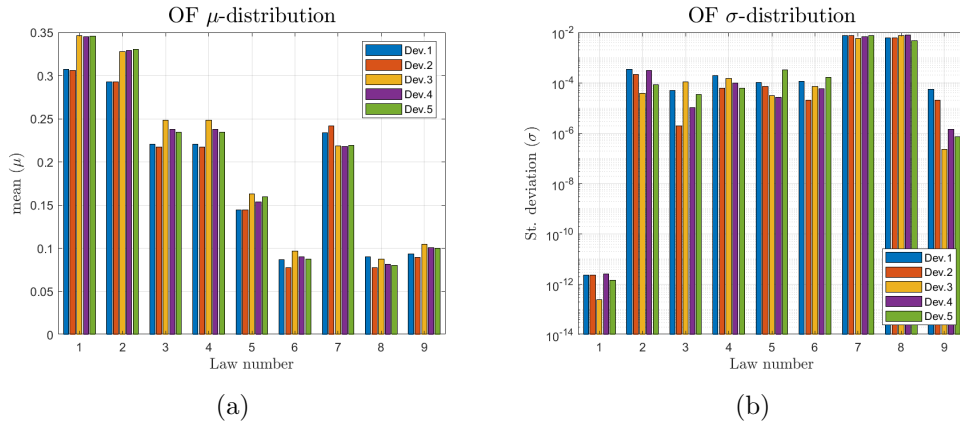 OF μ-distribution
0.35
0.3
0.25
0.2
0.15
0.1
0.05
0
mean (μ)
Dev.1
Dev.2
Dev.3
Dev.4
Dev.5
1 2 3 4 5 6 7 8 9
Law number
(a)
OF σ-distribution
10^-2
10^-4
10^-6
10^-8
10^-10
10^-12
10^-14
St. deviation (σ)
Dev.1
Dev.2
Dev.3
Dev.4
Dev.5
1 2 3 4 5 6 7 8 9
Law number
(b)